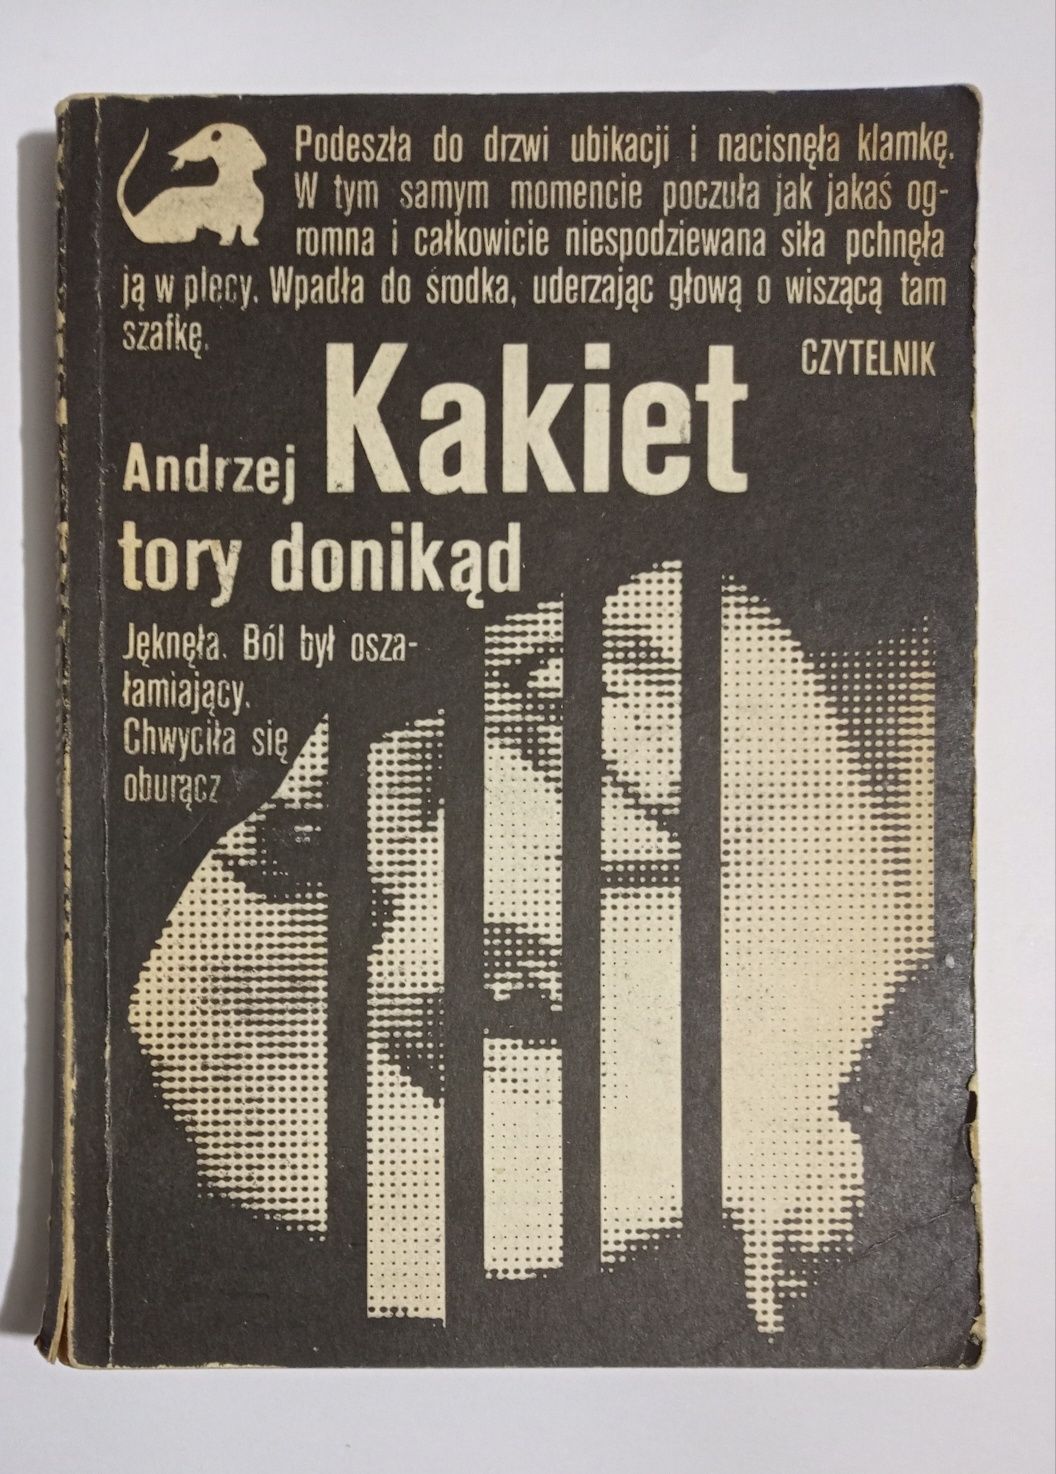 Podeszła do drzwi ubikacji i nacisnęła klamkę.
W tym samym momencie poczuła jak jakaś og-
romna i całkowicie niespodziewana siła pchnęła
ją w plecy. Wpadła do środka, uderzając głową o wiszącą tam
szafkę.
CZYTELNIK
Andrzej Kakiet
tory donikąd
Jęknęła. Ból był osza-
łamiający.
Chwyciła się
oburącz